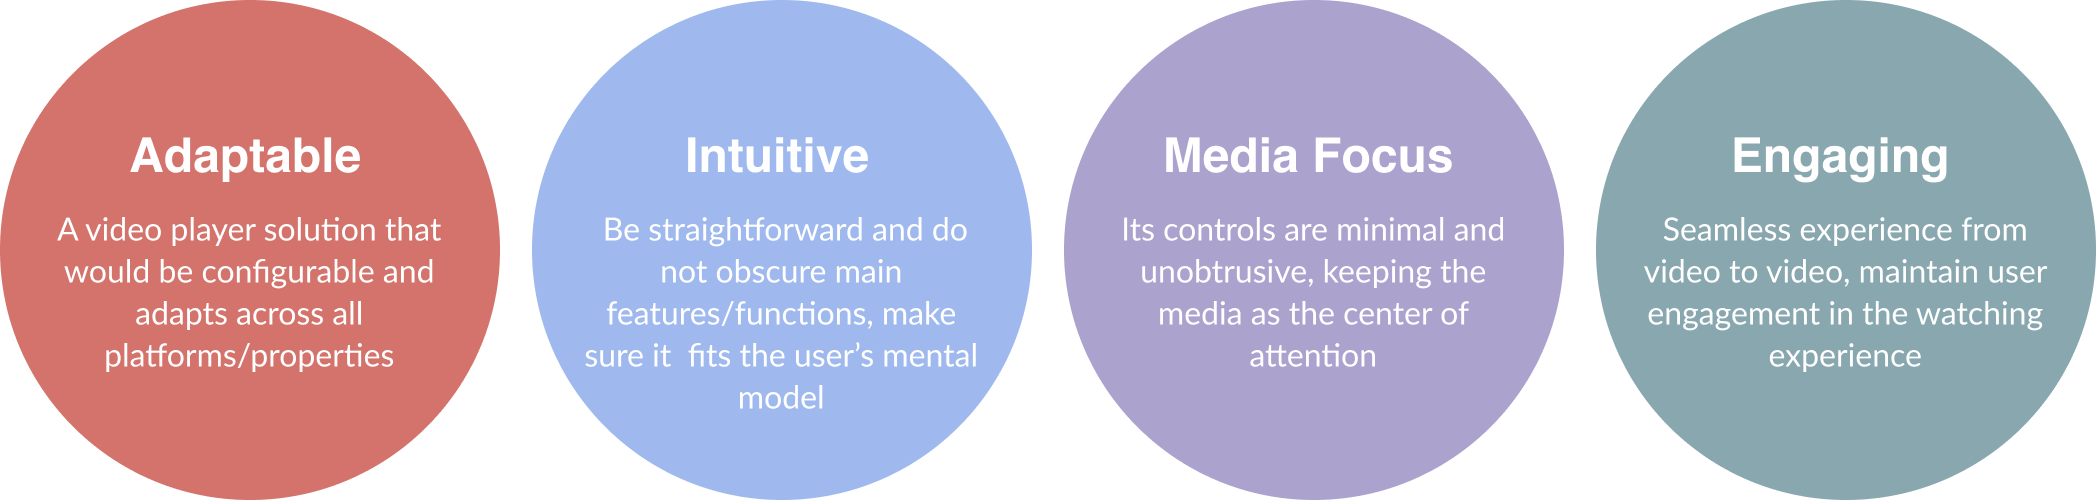 Adaptable
A video player solution that
would be configurable and
adapts across all
platforms/properties
Intuitive
Be straightforward and do
not obscure main
features/functions, make
sure it  fits the user’s mental
model
Media Focus
Its controls are minimal and
unobtrusive, keeping the
media as the center of
attention
Engaging
Seamless experience from
video to video, maintain user
engagement in the watching
experience